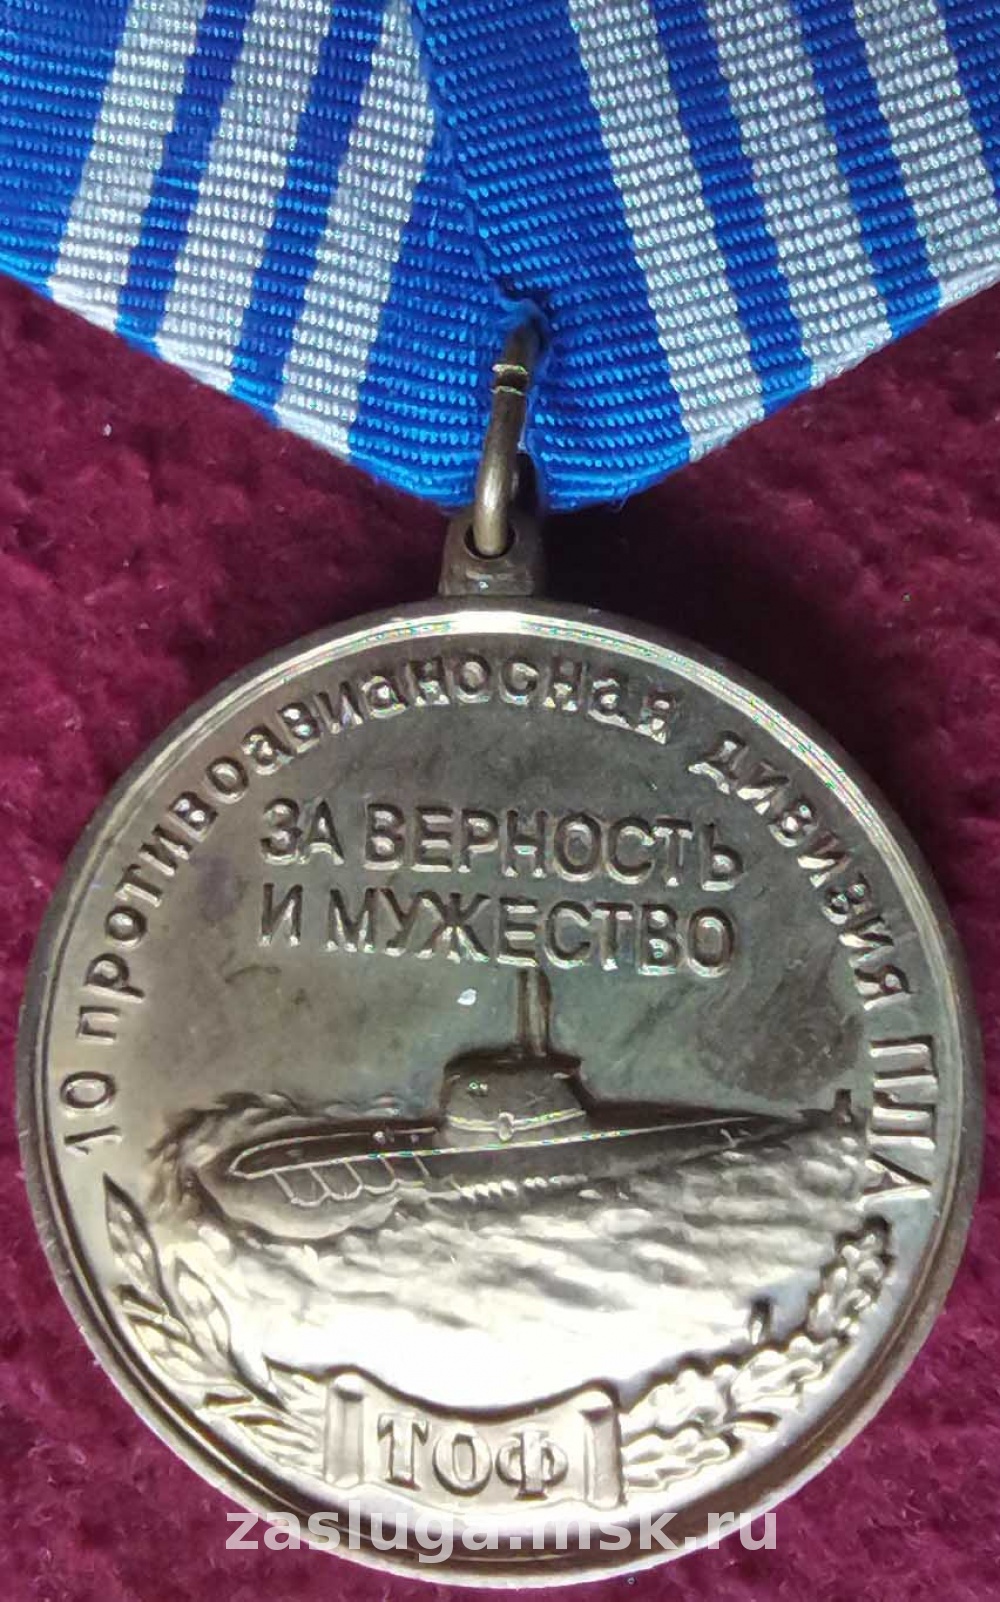 10 противоавианосная дивизия ПЛА
ЗА ВЕРНОСТЬ
И МУЖЕСТВО
ТОФ
zasluga.msk.ru